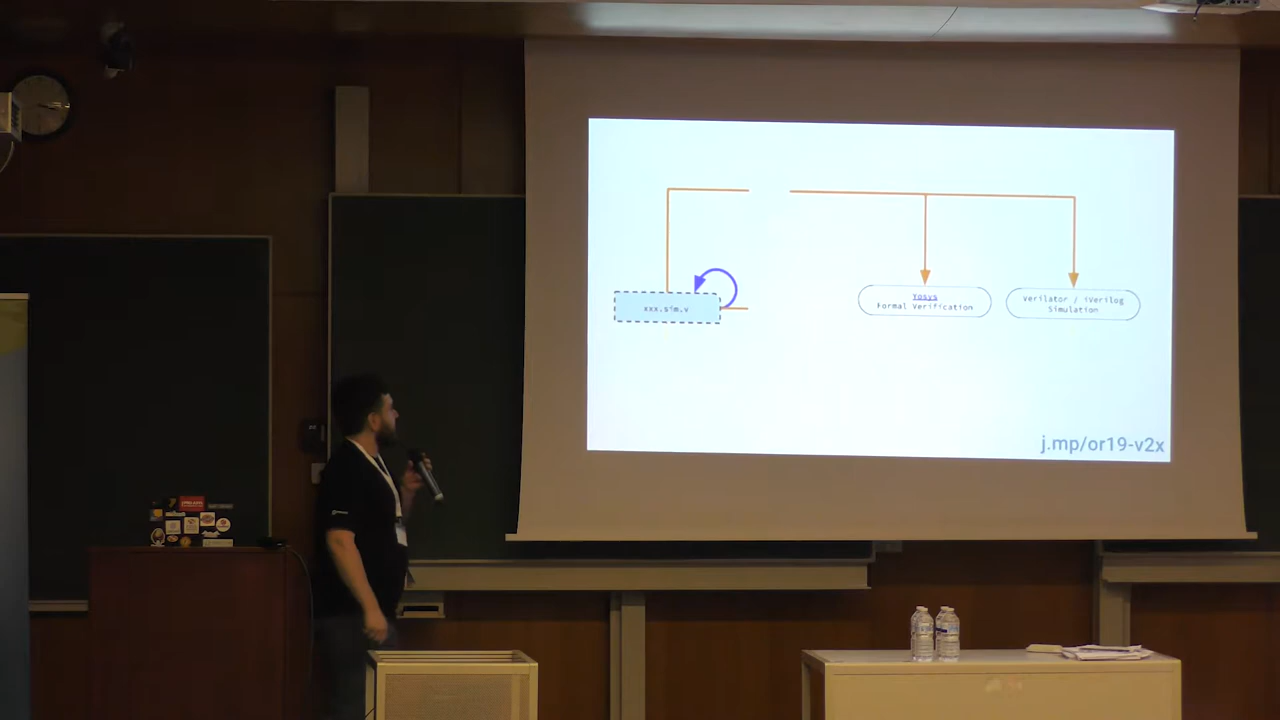 xxx.sim.v
Yosys
Formal Verification
Verilator / iVerilog
Simulation
j.mp/or19-v2x